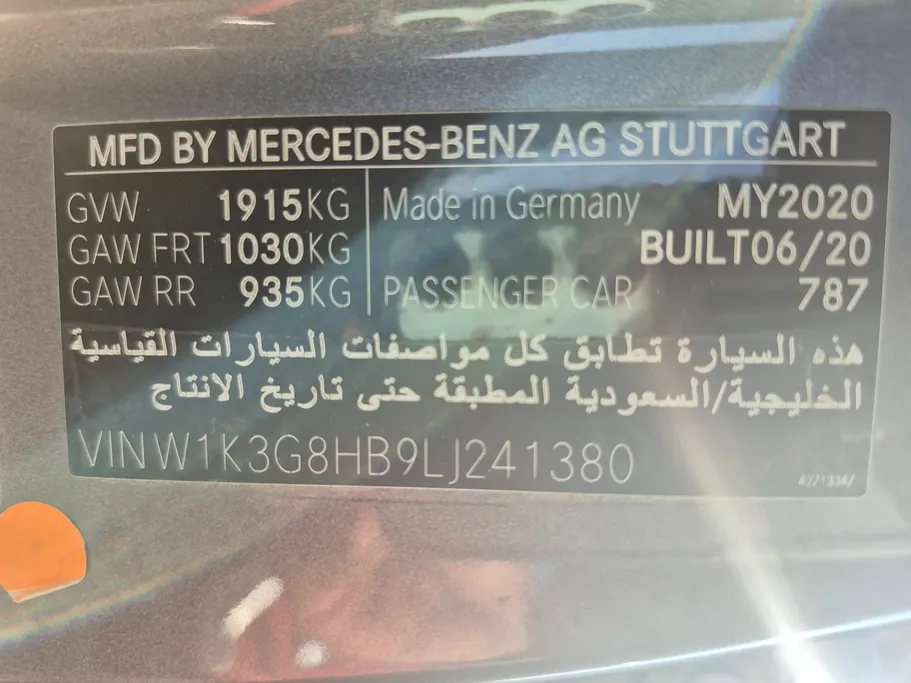 MFD BY MERCEDES-BENZ AG STUTTGART
GVW 1915KG Made in Germany MY2020
GAW FRT 1030KG BUILT06/20
GAW RR 935KG PASSENGER CAR 787
هذه السيارة تطابق كل مواصفات السيارات القياسية
الخليجية/السعودية المطبقة حتى تاريخ الانتاج
VIN W1K3G8HB9LJ241380